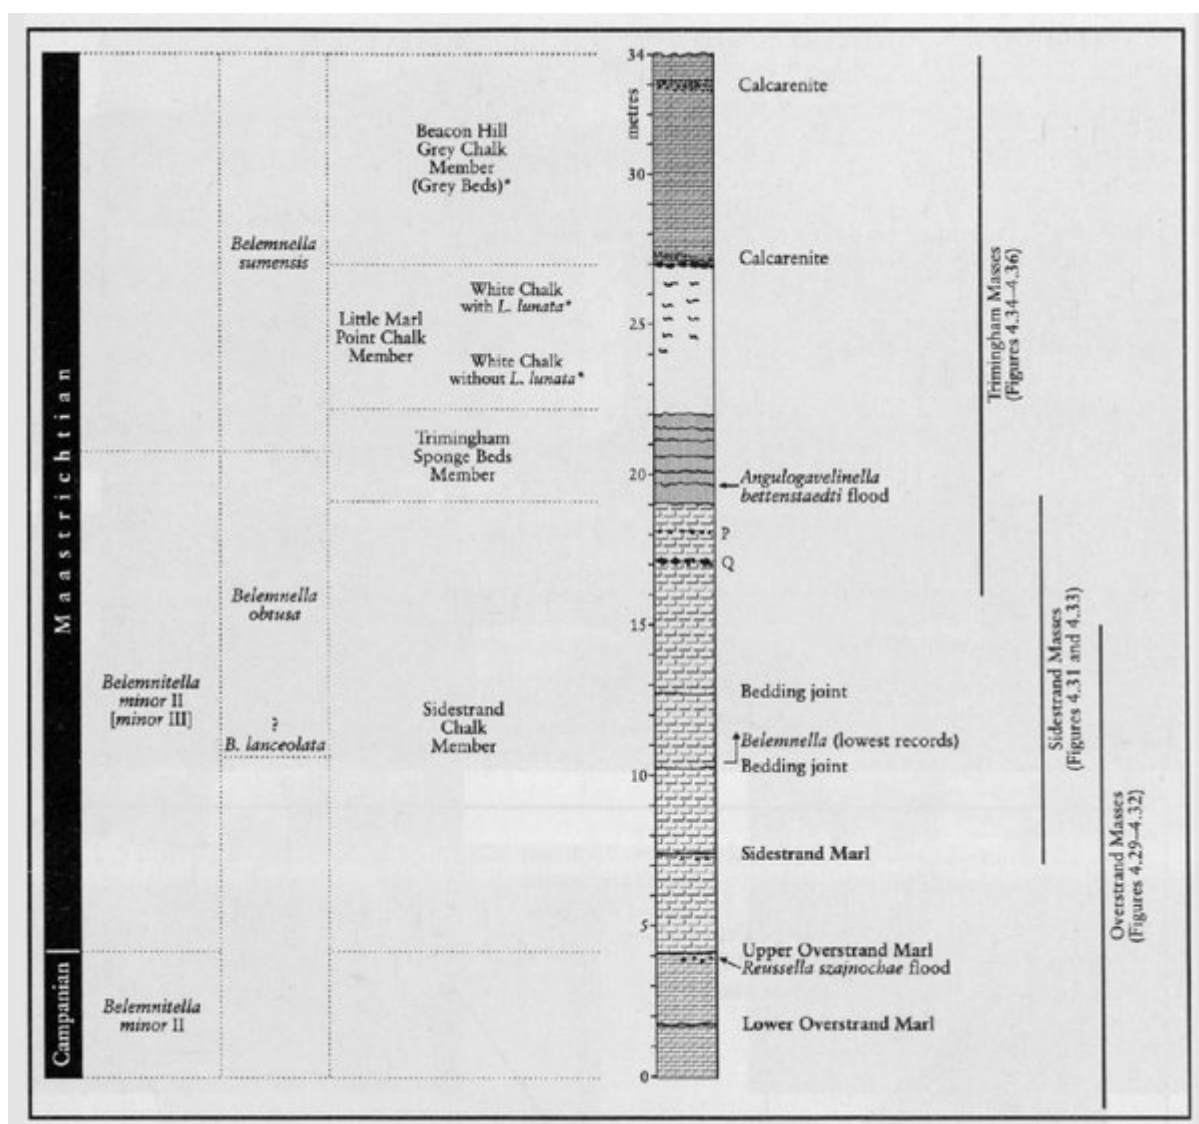 Maastrichtian
Campanian
Belemnitella
minor II
[minor III]
Belemnitella
minor II
Belemnella
sumensis
Belemnella
obtusa
?
B. lanceolata
Beacon Hill
Grey Chalk
Member
(Grey Beds)*
Little Marl
Point Chalk
Member
White Chalk
with L. lunata*
White Chalk
without L. lunata*
Trimingham
Sponge Beds
Member
Sidestrand
Chalk
Member
metres
34
30
25
20
15
10
5
0
Calcarenite
Calcarenite
Angulogavelinella
bettenstaedti flood
P
Q
Bedding joint
Belemnella (lowest records)
Bedding joint
Sidestrand Marl
Upper Overstrand Marl
Reussella szajnochae flood
Lower Overstrand Marl
Trimingham Masses
(Figures 4.34–4.36)
Sidestrand Masses
(Figures 4.31 and 4.33)
Overstrand Masses
(Figures 4.29–4.32)